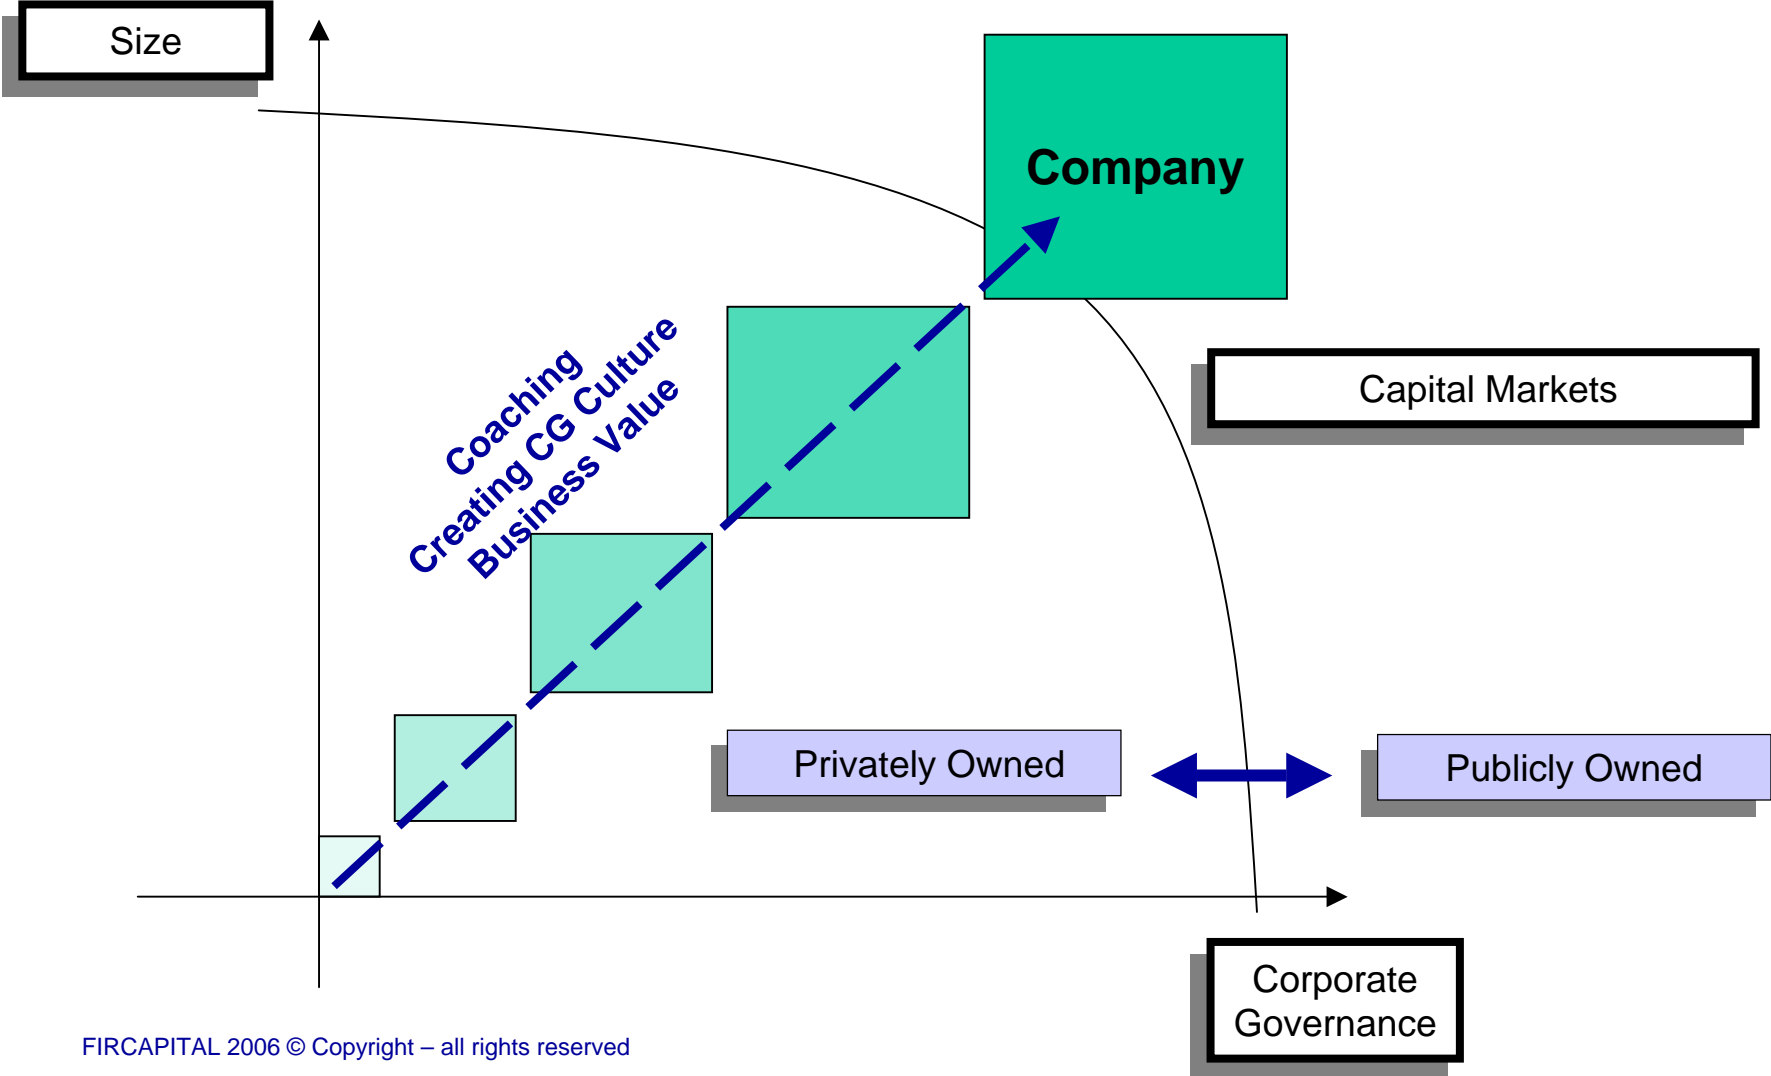 Size
Company
Coaching
Creating CG Culture
Business Value
Capital Markets
Privately Owned
Publicly Owned
Corporate
Governance
FIRCAPITAL 2006 © Copyright – all rights reserved